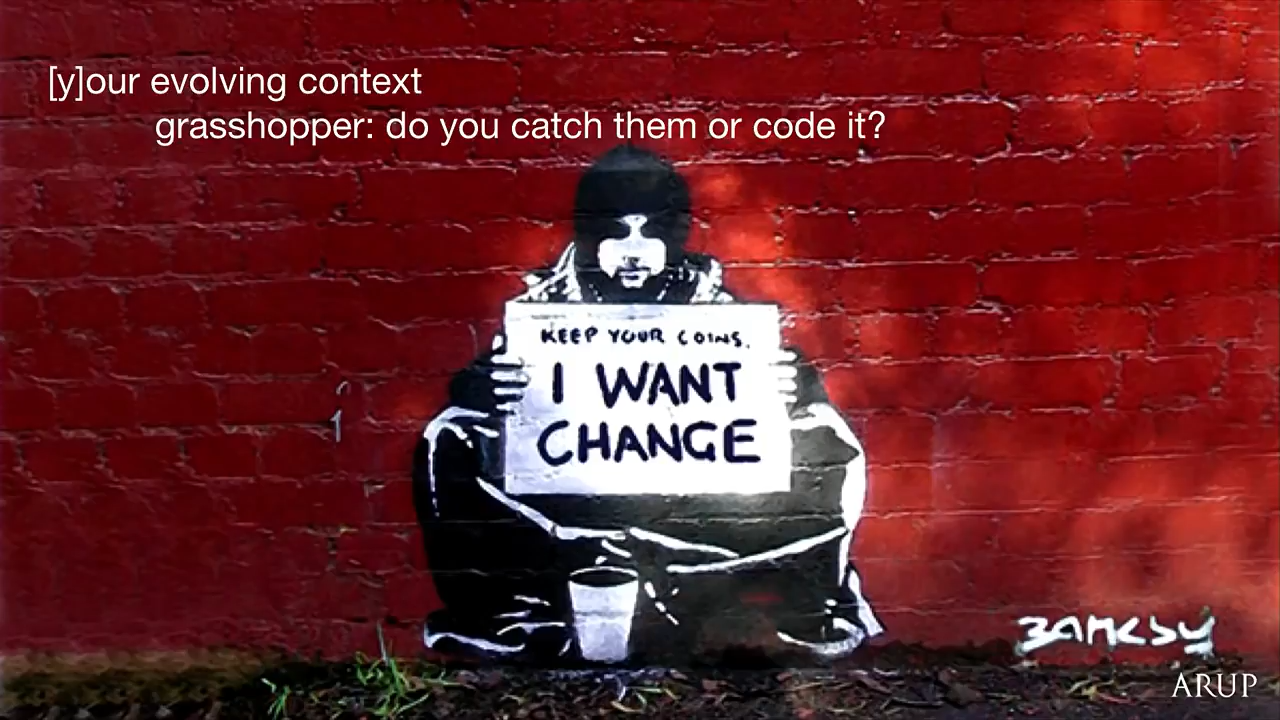 [y]our evolving context
grasshopper: do you catch them or code it?
KEEP YOUR COINS.
I WANT
CHANGE
BANKSY
ARUP